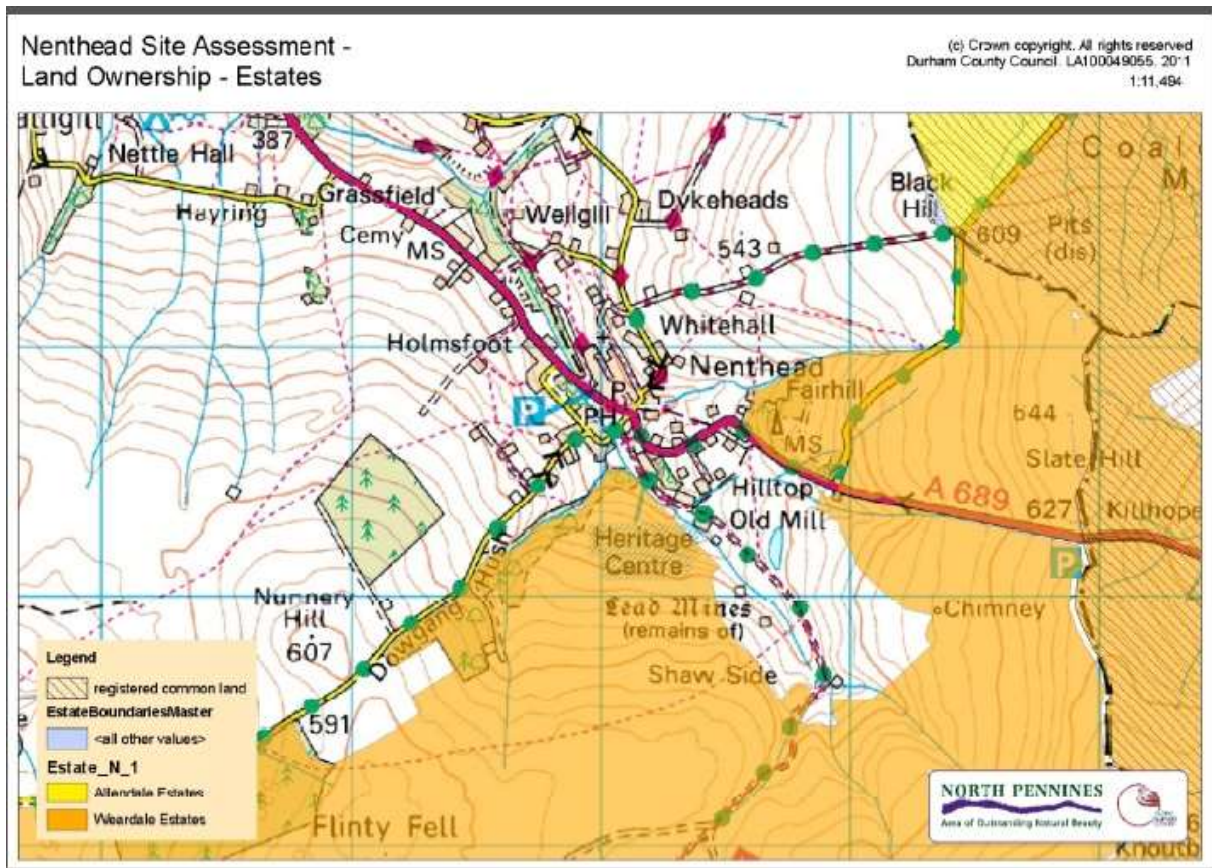 Nenthead Site Assessment -
Land Ownership - Estates
(c) Crown copyright. All rights reserved
Durham County Council. LA100049055. 2011
1:11,494
387
Nettle Hall
Hayring
Grassfield
Cemy
MS
Wellgill
Dykeheads
Black
Hill
Coal
M
Pits
(dis)
609
543
Whitehall
Holmsfoot
Nenthead
Fairhill
P
P
PH
MS
644
Slate Hill
A 689
627
Killhope
P
Hilltop
Old Mill
Heritage
Centre
Lead Mines
(remains of)
Chimney
Shaw Side
Dowgang Hush
Nunnery
Hill
607
591
Flinty Fell
Legend
registered common land
EstateBoundariesMaster
<all other values>
Estate_N_1
Allendale Estates
Weardale Estates
NORTH PENNINES
Area of Outstanding Natural Beauty